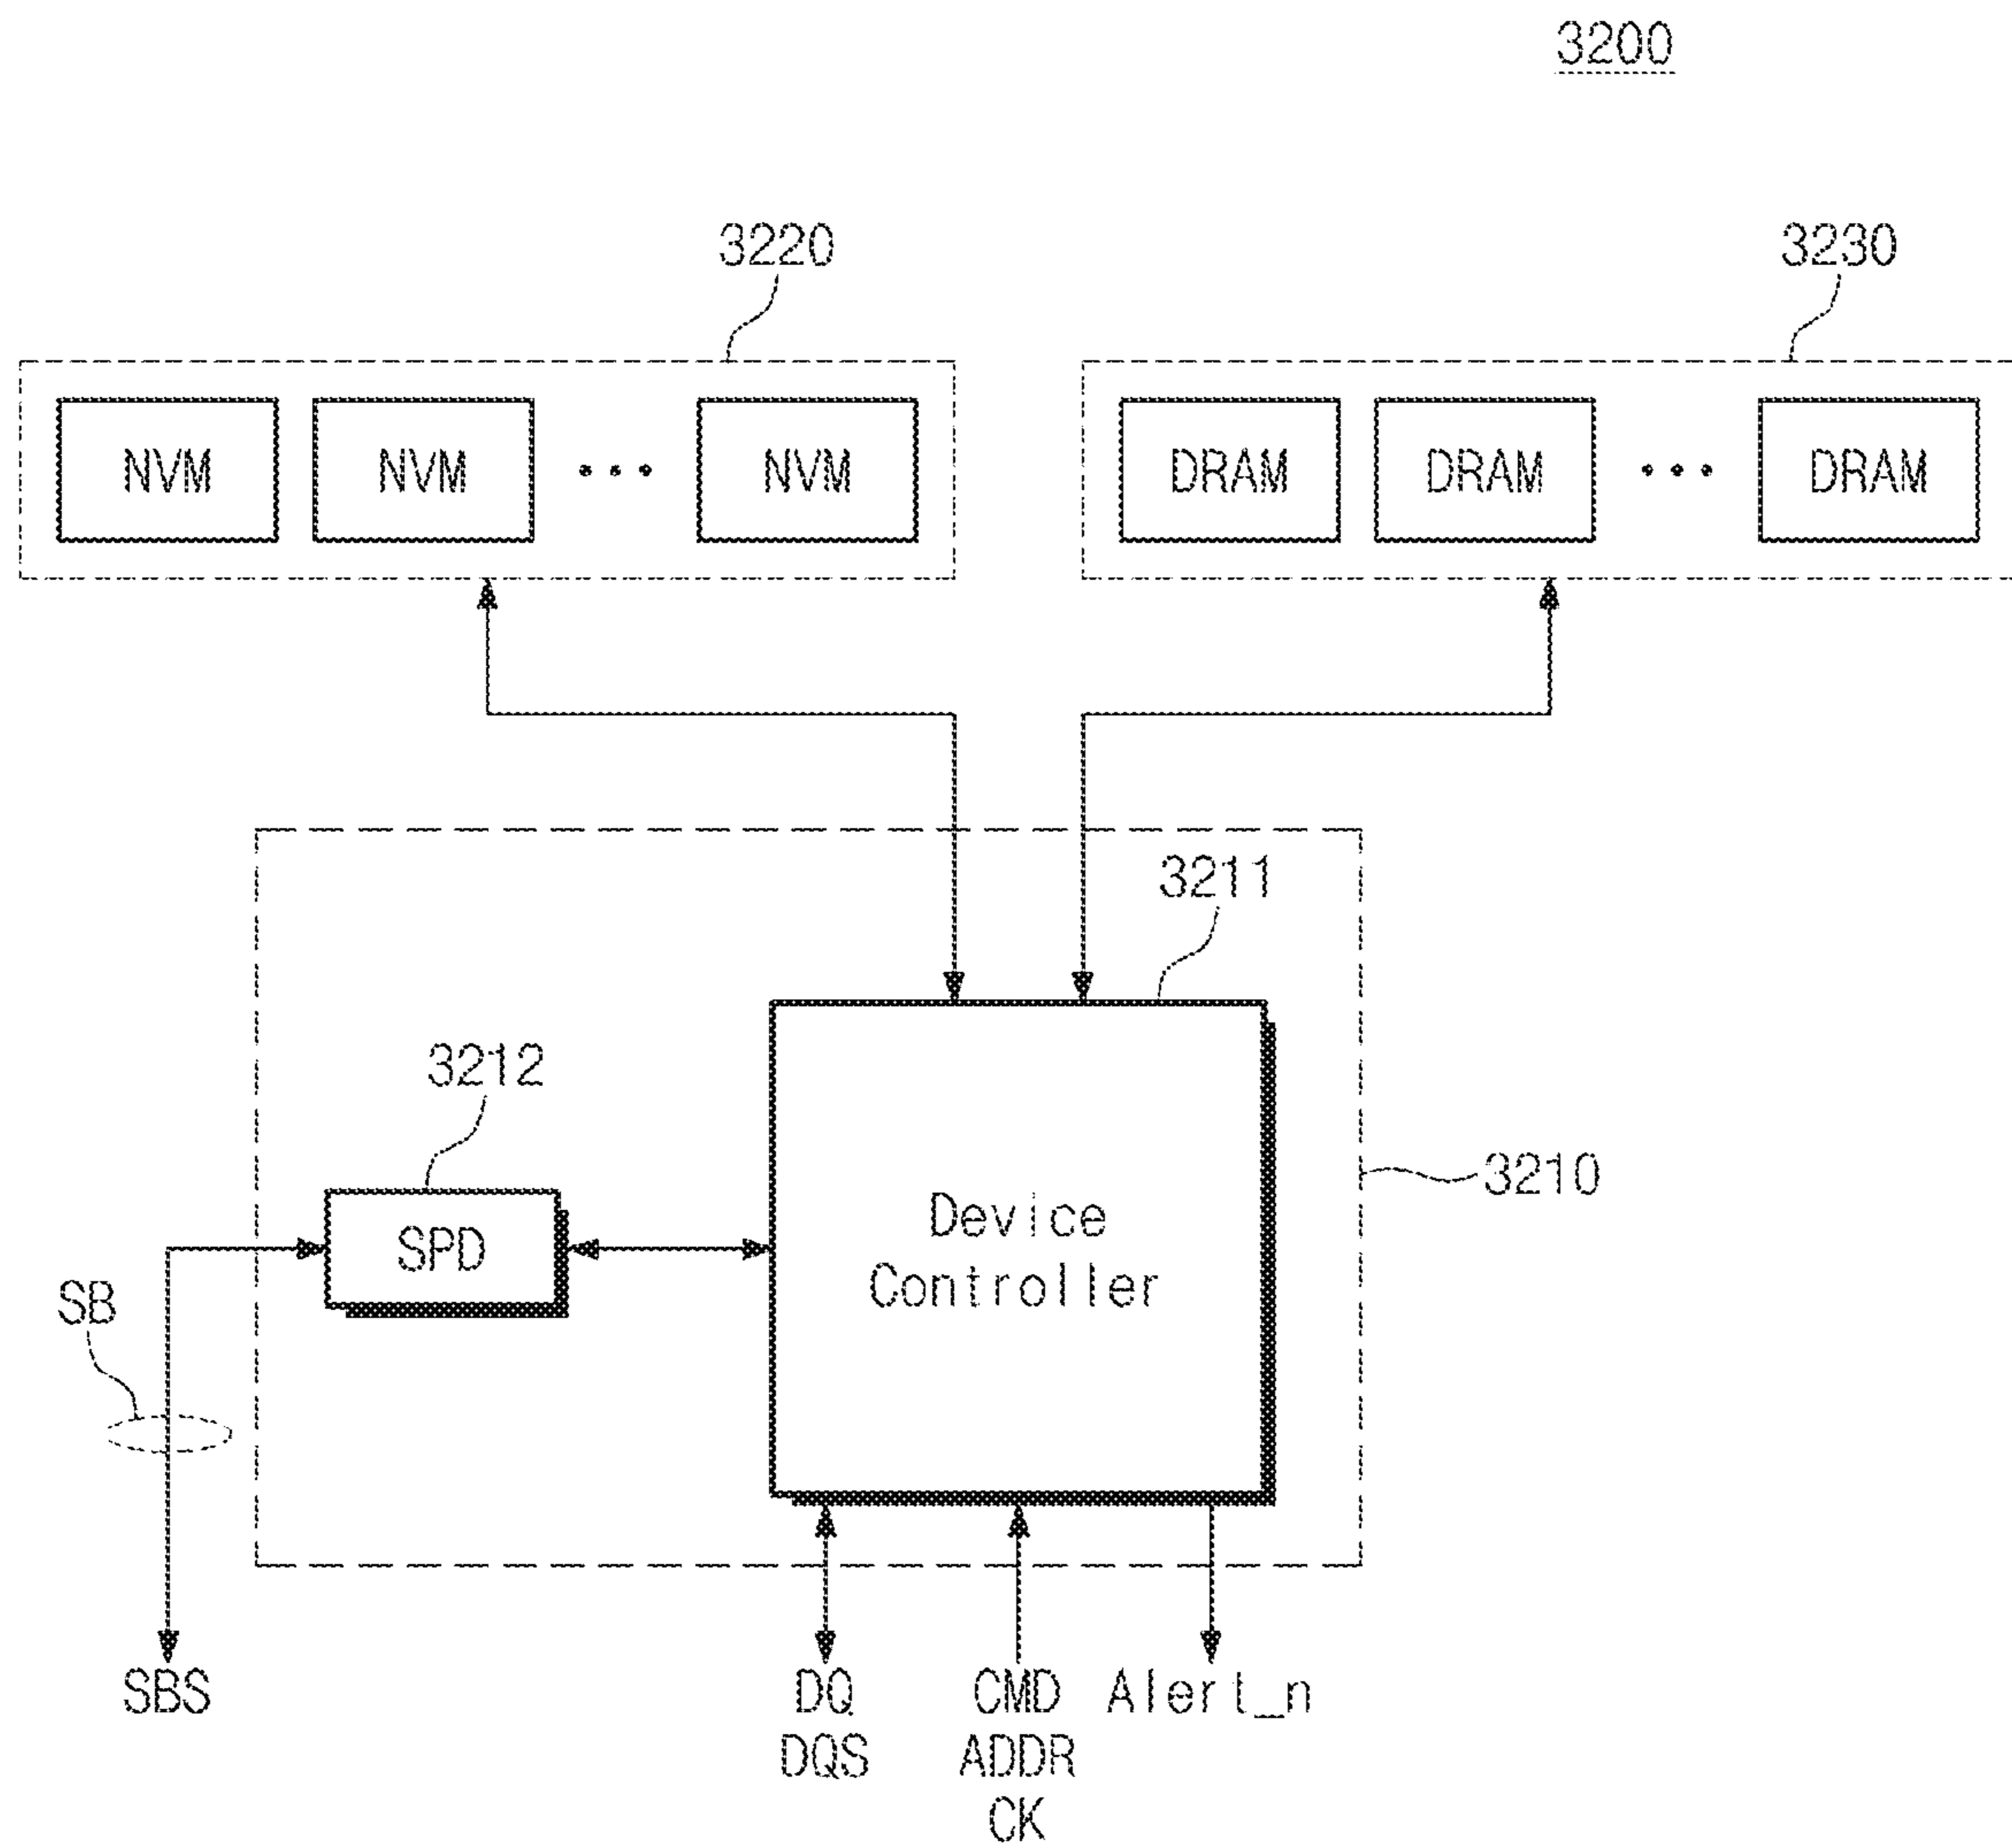 3200
3220
3230
NVM
NVM
NVM
DRAM
DRAM
DRAM
3211
3212
3210
SPD
Device
Controller
SB
SBS
DQ
DQS
CMD
ADDR
CK
Alert_n